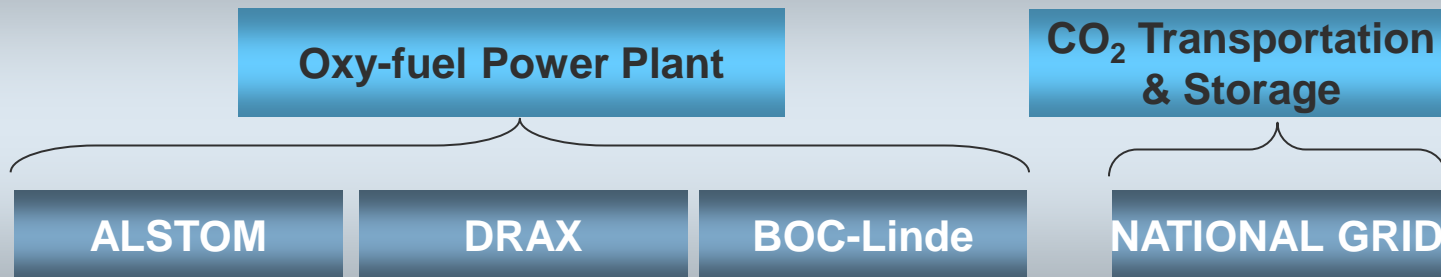 Oxy-fuel Power Plant
CO₂ Transportation
& Storage
ALSTOM
DRAX
BOC-Linde
NATIONAL GRID